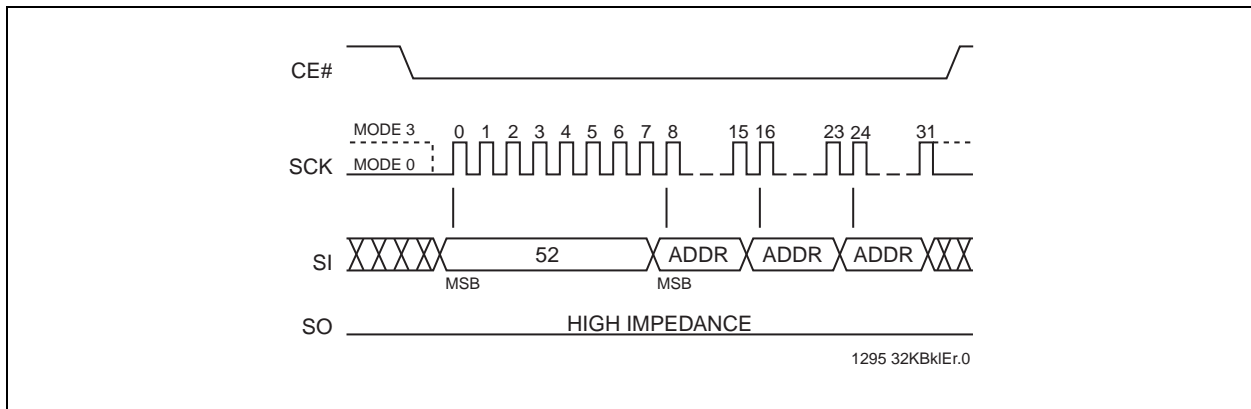 CE#
MODE 3
0 1 2 3 4 5 6 7 8 15 16 23 24 31
SCK
MODE 0
SI
52
ADDR
ADDR
ADDR
MSB
MSB
SO
HIGH IMPEDANCE
1295 32KBklEr.0